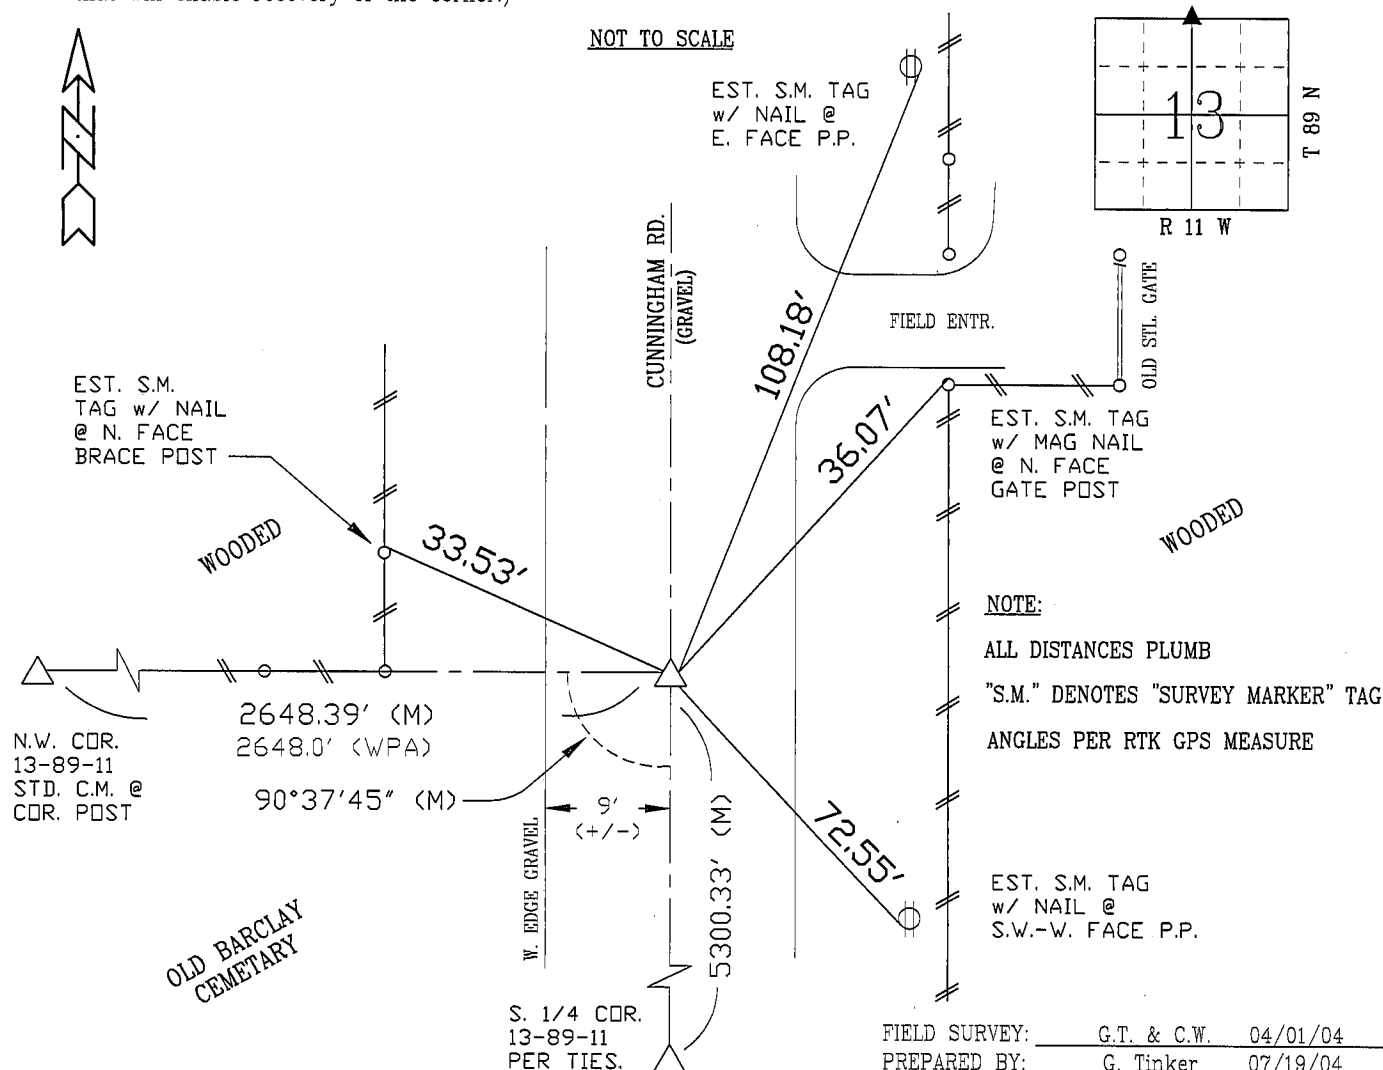 NOT TO SCALE
EST. S.M. TAG
w/ NAIL @
E. FACE P.P.
13
T 89 N
R 11 W
CUNNINGHAM RD.
(GRAVEL)
108.18'
FIELD ENTR.
OLD STL. GATE
EST. S.M.
TAG w/ NAIL
@ N. FACE
BRACE POST
36.07'
EST. S.M. TAG
w/ MAG NAIL
@ N. FACE
GATE POST
WOODED
33.53'
WOODED
NOTE:
ALL DISTANCES PLUMB
"S.M." DENOTES "SURVEY MARKER" TAG
ANGLES PER RTK GPS MEASURE
N.W. COR.
13-89-11
STD. C.M. @
COR. POST
2648.39' (M)
2648.0' (WPA)
90°37'45" (M)
9'
(+/-)
W. EDGE GRAVEL
5300.33' (M)
72.55'
EST. S.M. TAG
w/ NAIL @
S.W.-W. FACE P.P.
OLD BARCLAY
CEMETARY
S. 1/4 COR.
13-89-11
PER TIES.
FIELD SURVEY: G.T. & C.W. 04/01/04
PREPARED BY: G. Tinker 07/19/04